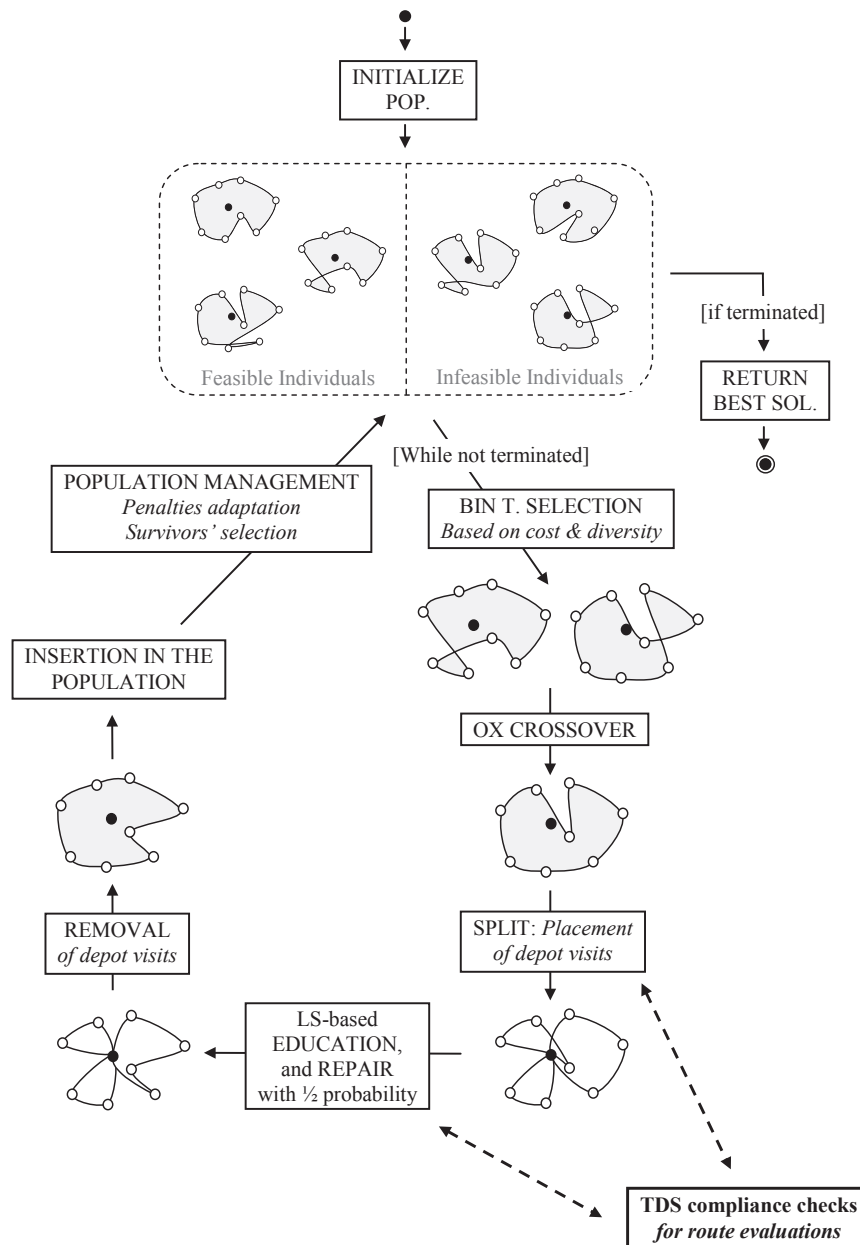 INITIALIZE
POP.
Feasible Individuals
Infeasible Individuals
[if terminated]
RETURN
BEST SOL.
[While not terminated]
POPULATION MANAGEMENT
Penalties adaptation
Survivors' selection
BIN T. SELECTION
Based on cost & diversity
INSERTION IN THE
POPULATION
OX CROSSOVER
REMOVAL
of depot visits
SPLIT: Placement
of depot visits
LS-based
EDUCATION,
and REPAIR
with ½ probability
TDS compliance checks
for route evaluations